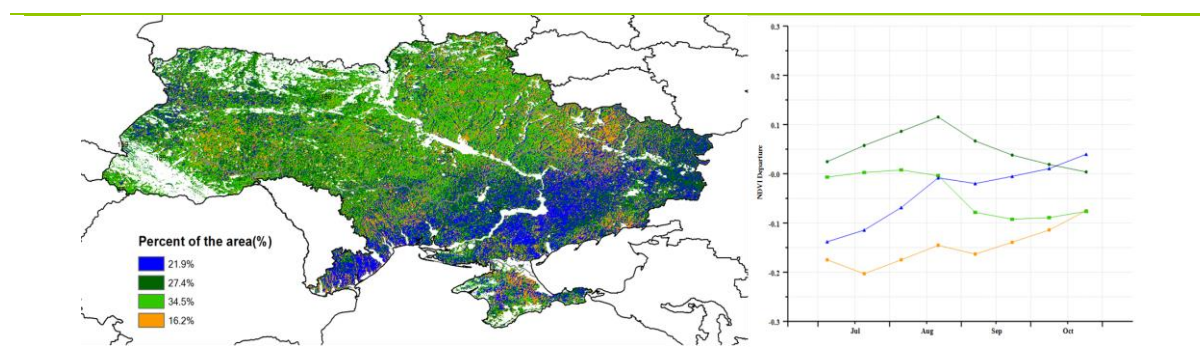 Percent of the area(%)
21.9%
27.4%
34.5%
16.2%
NDVI Departure
0.3
0.2
0.1
-0.0
-0.1
-0.2
-0.3
Jul
Aug
Sep
Oct